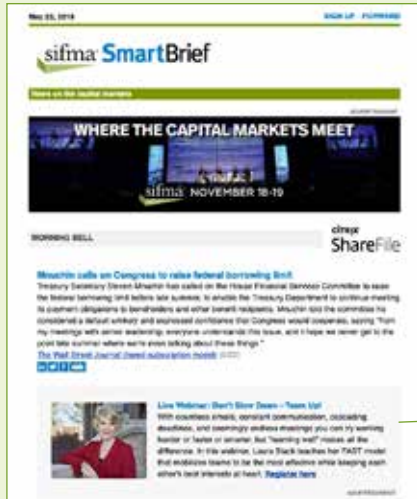 May 23, 2019 SIGN UP · FORWARD
sifma SmartBrief
News on the capital markets
ADVERTISEMENT
WHERE THE CAPITAL MARKETS MEET
sifma NOVEMBER 18-19
MORNING BELL
citrix
ShareFile
Mnuchin calls on Congress to raise federal borrowing limit
Treasury Secretary Steven Mnuchin has called on the House Financial Services Committee to raise
the federal borrowing limit before late summer, to enable the Treasury Department to continue meeting
its payment obligations to bondholders and other benefit recipients. Mnuchin told the committee he
considered a default unlikely and expressed confidence that Congress would cooperate, saying "from
my meetings with senior leadership, everyone understands this issue, and I hope we never get to the
point late summer where we're even talking about these things."
The Wall Street Journal (tiered subscription model)
Live Webinar: Don't Slow Down – Team Up!
With countless emails, constant communication, cascading
deadlines, and seemingly endless meetings you can try working
harder or faster or smarter. But "teaming well" makes all the
difference. In this webinar, Laura Stack teaches her FAST model
that mobilizes teams to be the most effective while keeping each
other's best interests at heart. Register here
ADVERTISEMENT